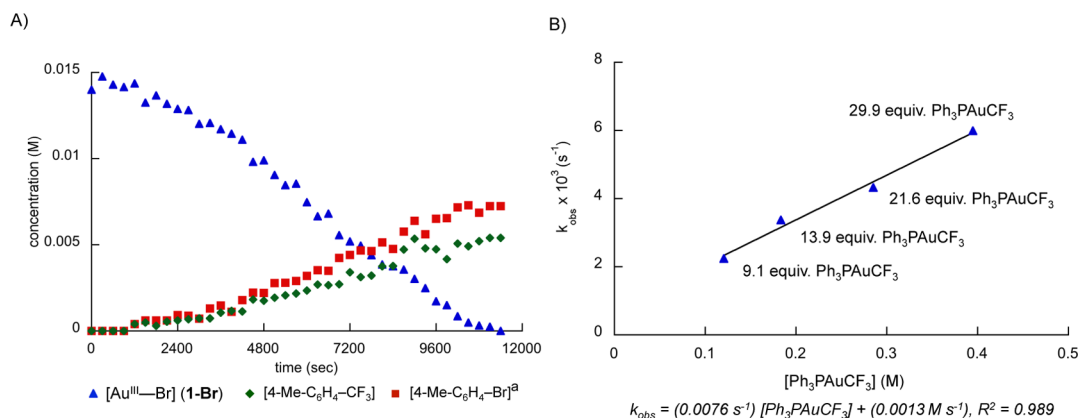 A)
B)
0.015
0.01
0.005
0
concentration (M)
0
2400
4800
7200
9600
12000
time (sec)
[Auᴵᴵᴵ—Br] (1-Br)
[4-Me-C₆H₄–CF₃]
[4-Me-C₆H₄–Br]ᵃ
8
6
4
2
0
k_obs x 10³ (s⁻¹)
29.9 equiv. Ph₃PAuCF₃
21.6 equiv. Ph₃PAuCF₃
13.9 equiv. Ph₃PAuCF₃
9.1 equiv. Ph₃PAuCF₃
0
0.1
0.2
0.3
0.4
0.5
[Ph₃PAuCF₃] (M)
k_obs = (0.0076 s⁻¹) [Ph₃PAuCF₃] + (0.0013 M s⁻¹), R² = 0.989